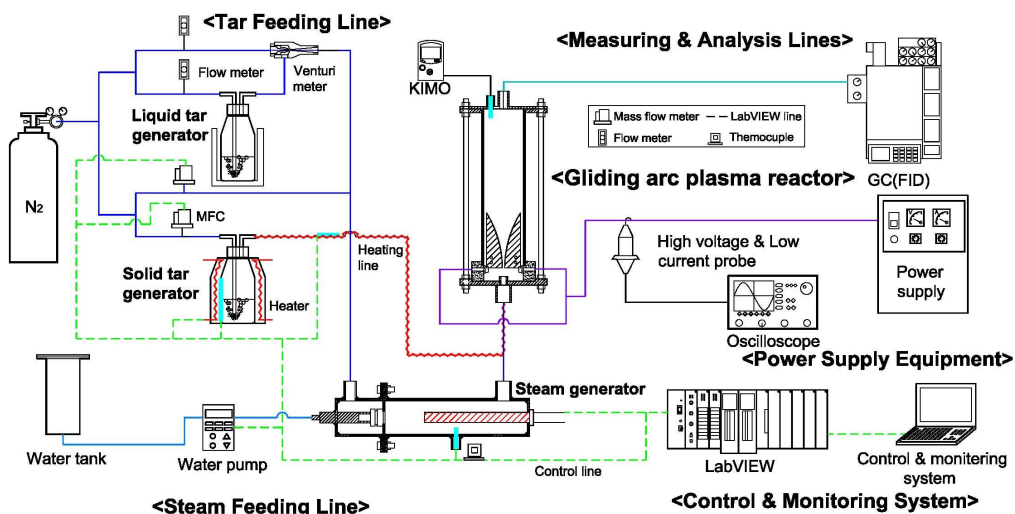 <Tar Feeding Line>
Flow meter
Venturi
meter
Liquid tar
generator
N2
MFC
Solid tar
generator
Heating
line
Heater
<Measuring & Analysis Lines>
KIMO
Mass flow meter
LabVIEW line
Flow meter
Themocuple
GC(FID)
<Gliding arc plasma reactor>
High voltage & Low
current probe
Power
supply
Oscilloscope
<Power Supply Equipment>
Steam generator
Water tank
Water pump
Control line
LabVIEW
Control & monitering
system
<Steam Feeding Line>
<Control & Monitoring System>